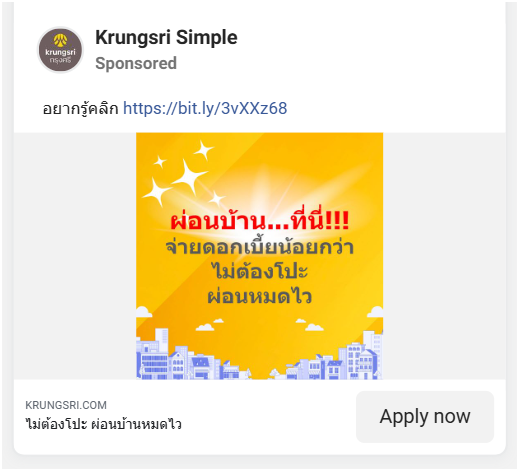 krungsri
กรุงศรี
Krungsri Simple
Sponsored
อยากรู้คลิก https://bit.ly/3vXXz68
ผ่อนบ้าน...ที่นี่!!!
จ่ายดอกเบี้ยน้อยกว่า
ไม่ต้องโปะ
ผ่อนหมดไว
KRUNGSRI.COM
ไม่ต้องโปะ ผ่อนบ้านหมดไว
Apply now